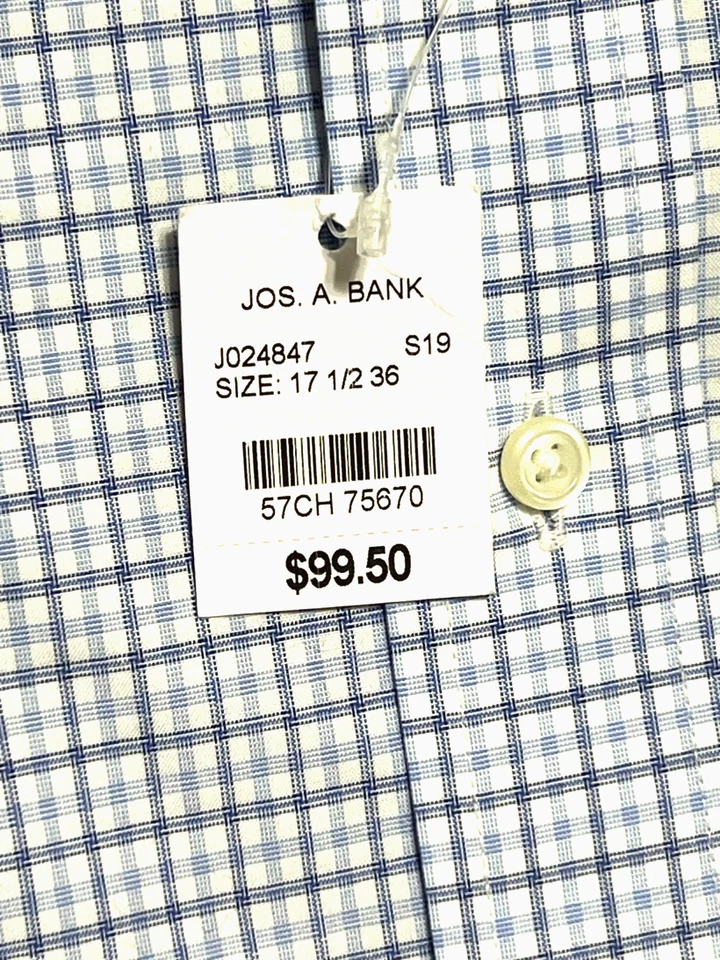 JOS. A. BANK
J024847 S19
SIZE: 17 1/2 36
57CH 75670
$99.50